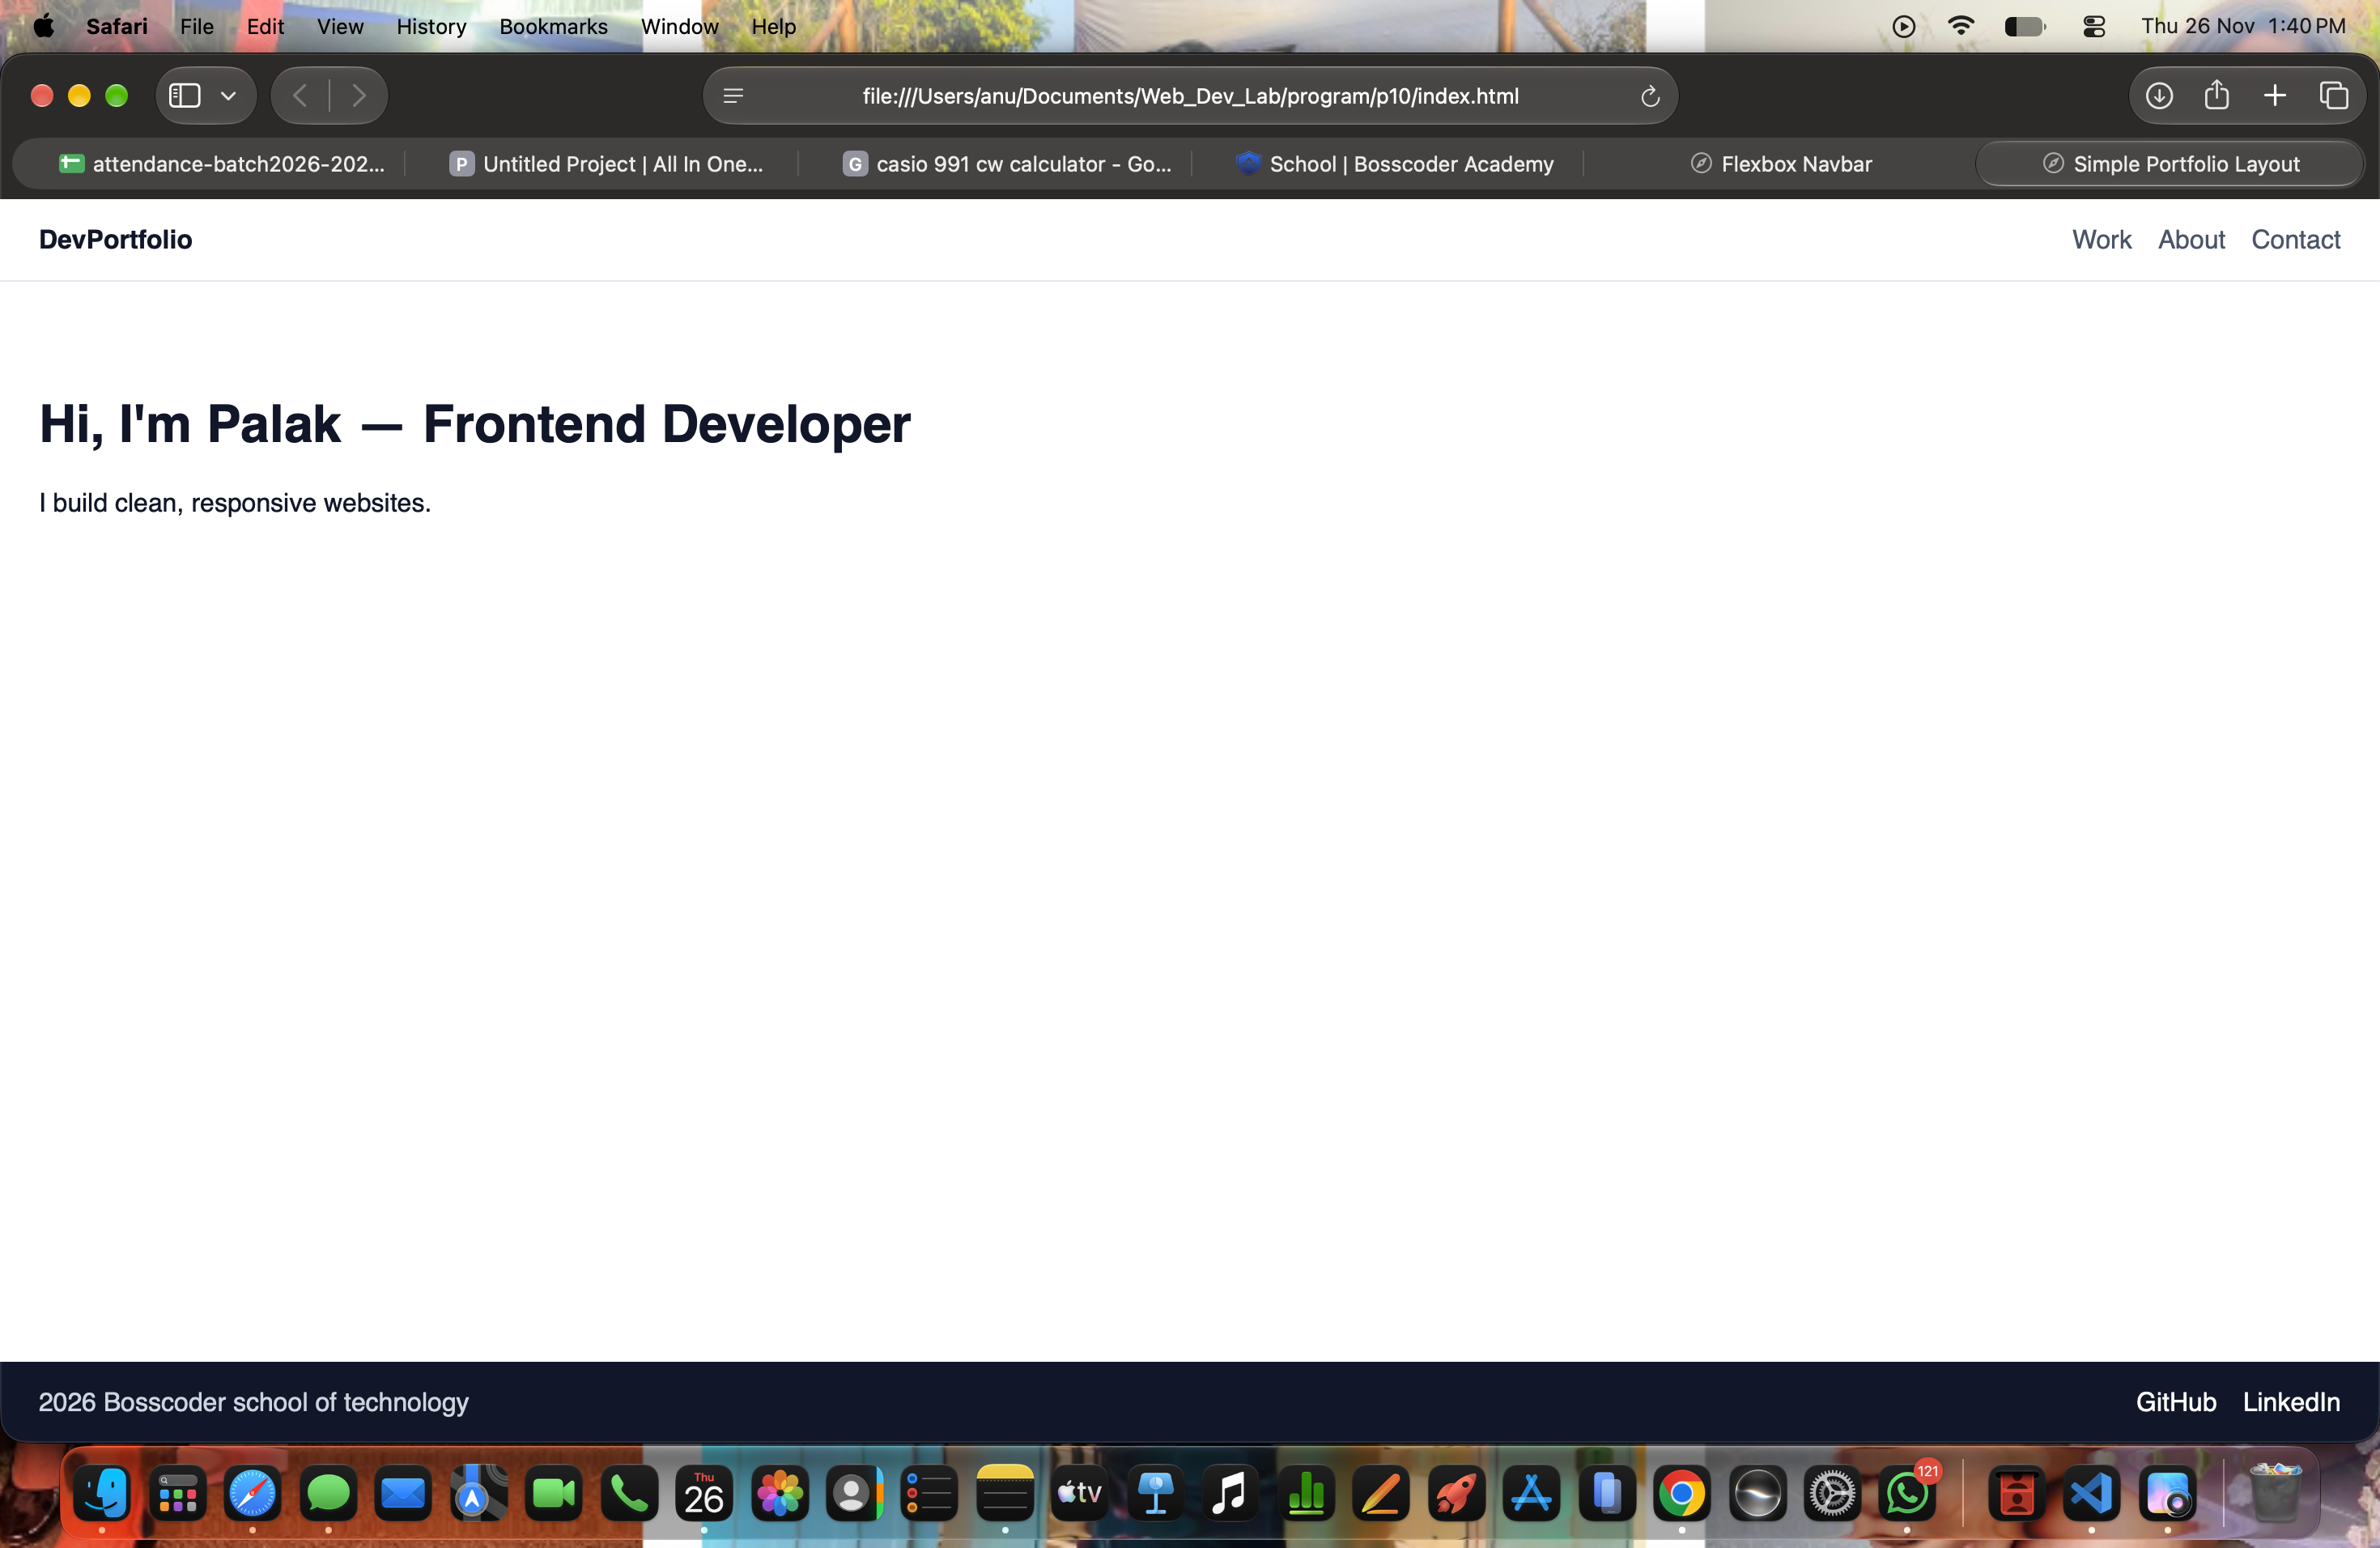 Safari File Edit View History Bookmarks Window Help Thu 26 Nov 1:40 PM
file:///Users/anu/Documents/Web_Dev_Lab/program/p10/index.html
attendance-batch2026-202... P Untitled Project | All In One... G casio 991 cw calculator - Go... School | Bosscoder Academy Flexbox Navbar Simple Portfolio Layout
DevPortfolio Work About Contact
Hi, I'm Palak — Frontend Developer
I build clean, responsive websites.
2026 Bosscoder school of technology GitHub LinkedIn
Thu
26
tv
121